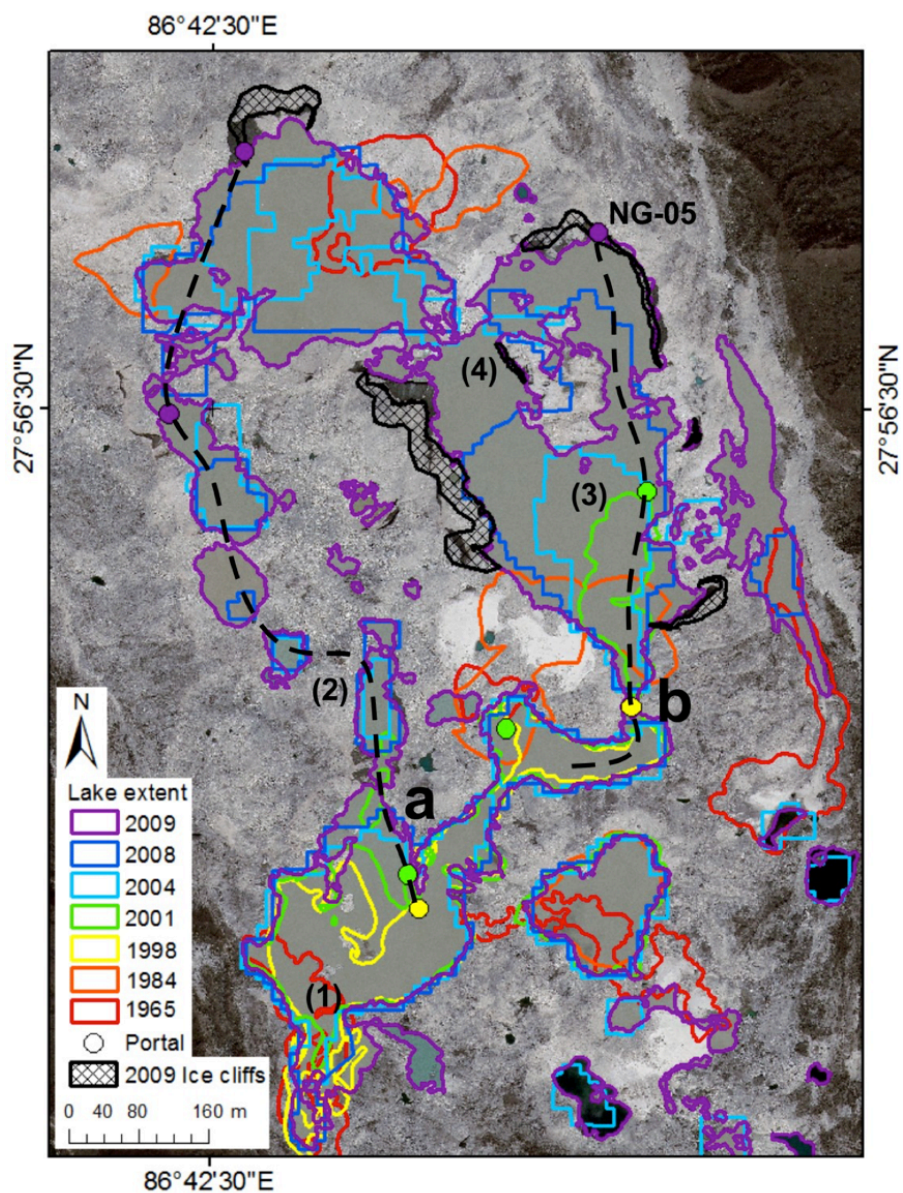 86°42'30"E
NG-05
27°56'30"N
27°56'30"N
(4)
(3)
(2)
b
N
a
Lake extent
2009
2008
2004
2001
1998
1984
1965
(1)
Portal
2009 Ice cliffs
0 40 80 160 m
86°42'30"E